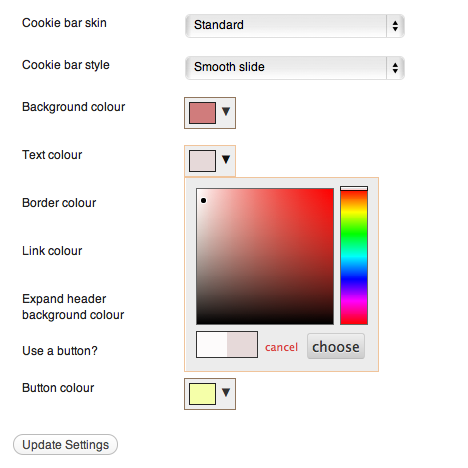 Cookie bar skin
Standard
Cookie bar style
Smooth slide
Background colour
Text colour
Border colour
Link colour
Expand header
background colour
cancel
choose
Use a button?
Button colour
Update Settings